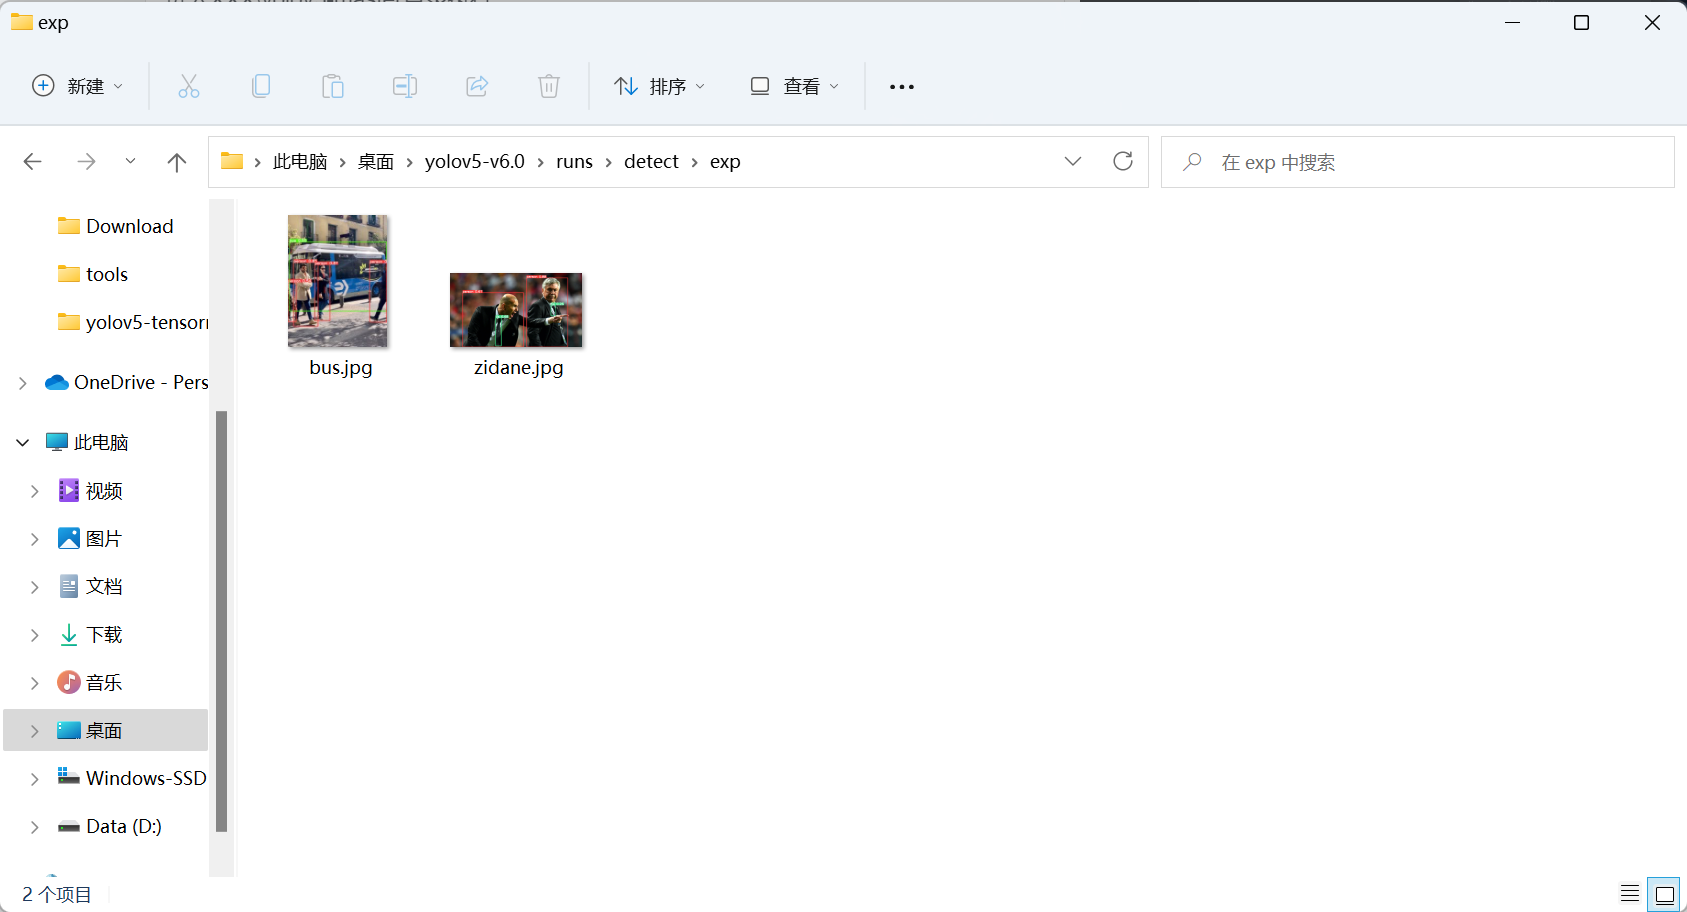 exp
新建
排序
查看
此电脑 › 桌面 › yolov5-v6.0 › runs › detect › exp
在 exp 中搜索
Download
tools
yolov5-tensorr
OneDrive - Pers
此电脑
视频
图片
文档
下载
音乐
桌面
Windows-SSD
Data (D:)
bus.jpg
zidane.jpg
2 个项目